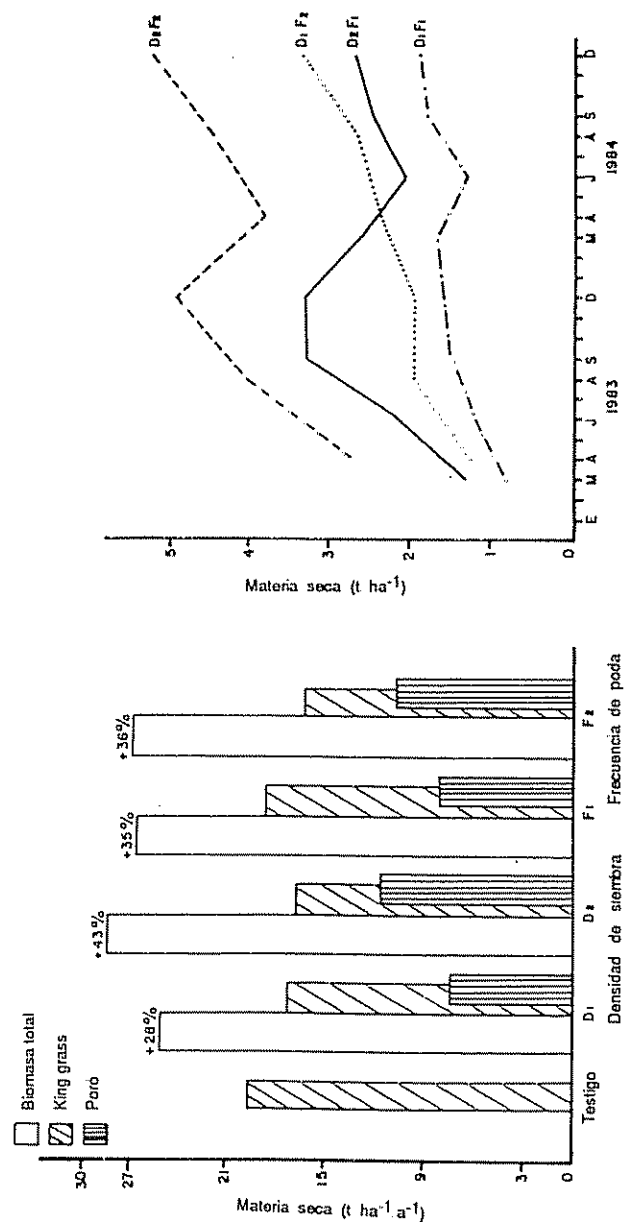 Biomasa total
King grass
Poró
Materia seca (t ha⁻¹ a⁻¹)
30
27
21
15
9
3
0
+28%
+43%
+35%
+36%
Testigo
D1
D2
F1
F2
Densidad de siembra
Frecuencia de poda
Materia seca (t ha⁻¹)
5
4
3
2
1
0
D2F2
D1F2
D2F1
D1F1
E M A J A S D M A J A S D
1983 1984